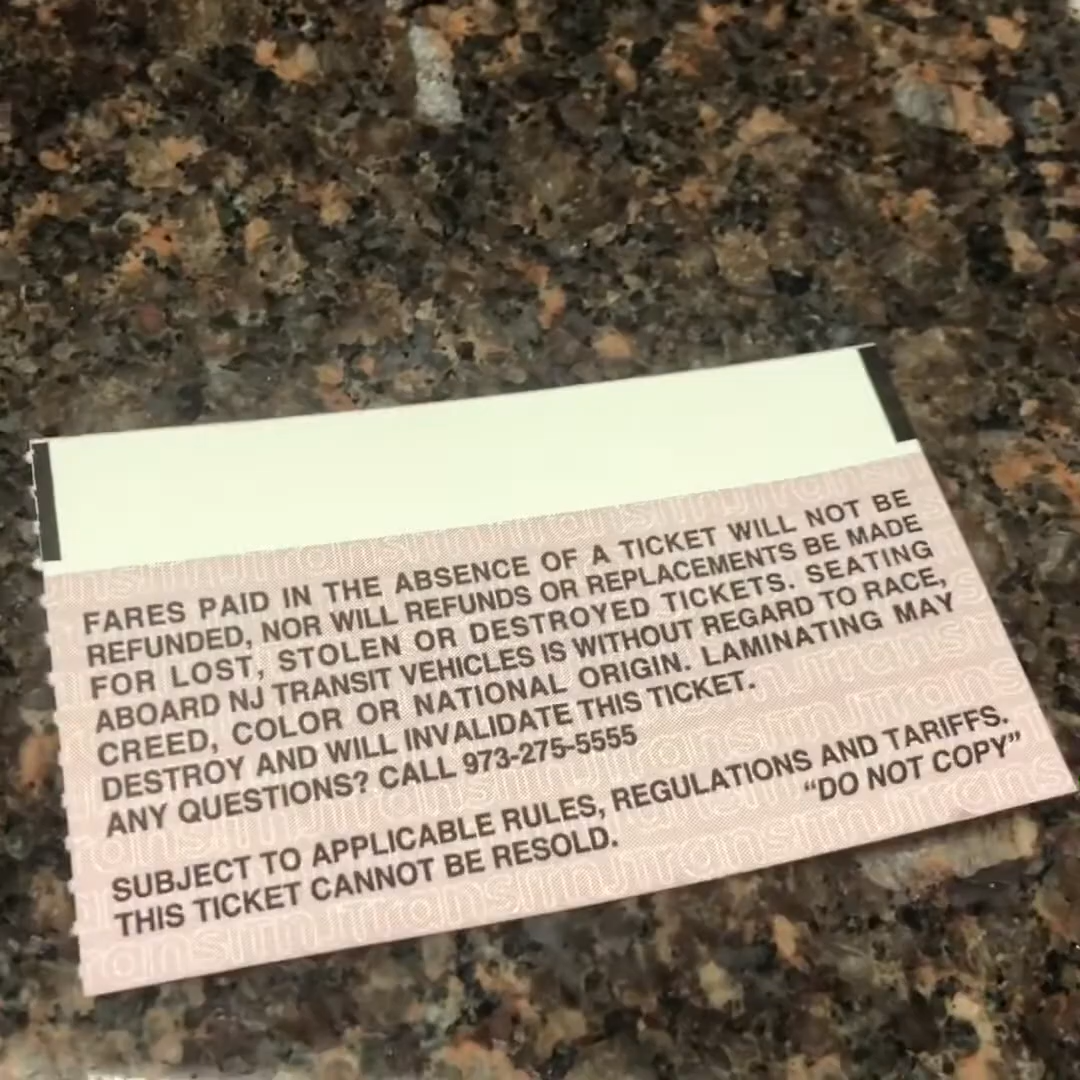 FARES PAID IN THE ABSENCE OF A TICKET WILL NOT BE
REFUNDED, NOR WILL REFUNDS OR REPLACEMENTS BE MADE
FOR LOST, STOLEN OR DESTROYED TICKETS. SEATING
ABOARD NJ TRANSIT VEHICLES IS WITHOUT REGARD TO RACE,
CREED, COLOR OR NATIONAL ORIGIN. LAMINATING MAY
DESTROY AND WILL INVALIDATE THIS TICKET.
ANY QUESTIONS? CALL 973-275-5555
SUBJECT TO APPLICABLE RULES, REGULATIONS AND TARIFFS.
THIS TICKET CANNOT BE RESOLD. "DO NOT COPY"